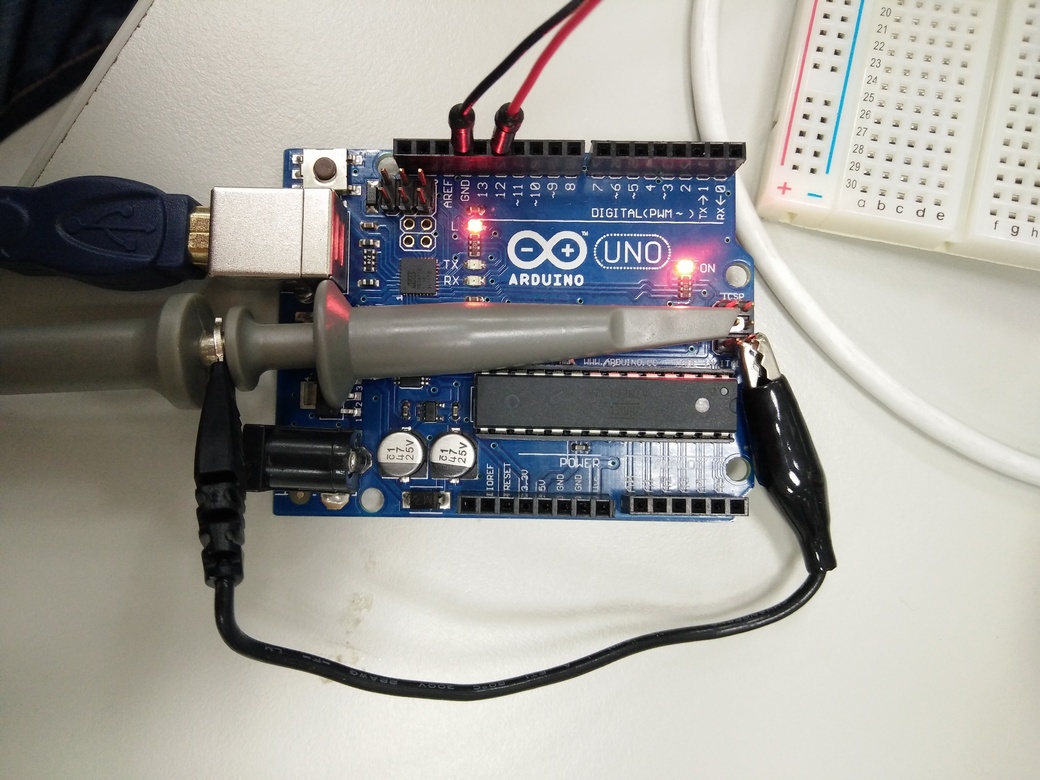 20
21
22
23
24
25
26
27
28
29
30
+ -
a b c d e
f g h
AREF
GND
13
12
~11
~10
~9
8
7
~6
~5
4
~3
2
TX→1
RX←0
DIGITAL(PWM~)
L
TX
RX
UNO
ARDUINO
TM
ON
ICSP
WWW.ARDUINO.CC
47
25V
47
25V
IOREF
RESET
3.3V
5V
GND
GND
POWER